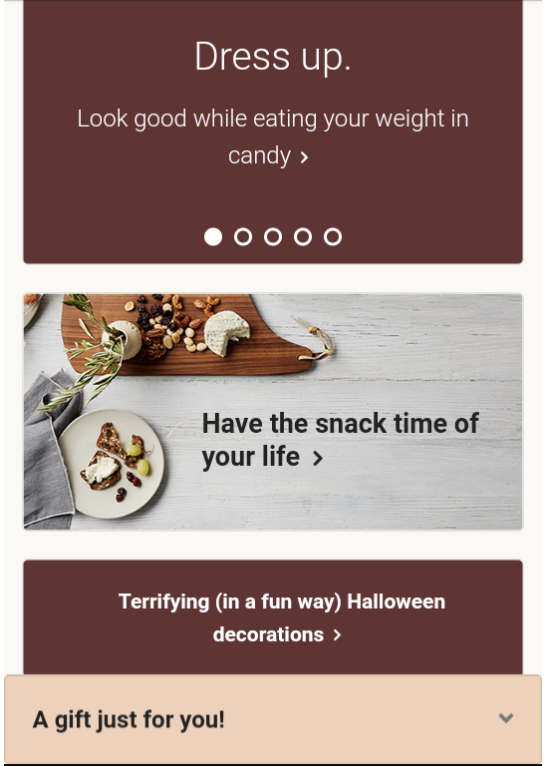 Dress up.
Look good while eating your weight in
candy >
Have the snack time of
your life >
Terrifying (in a fun way) Halloween
decorations >
A gift just for you!